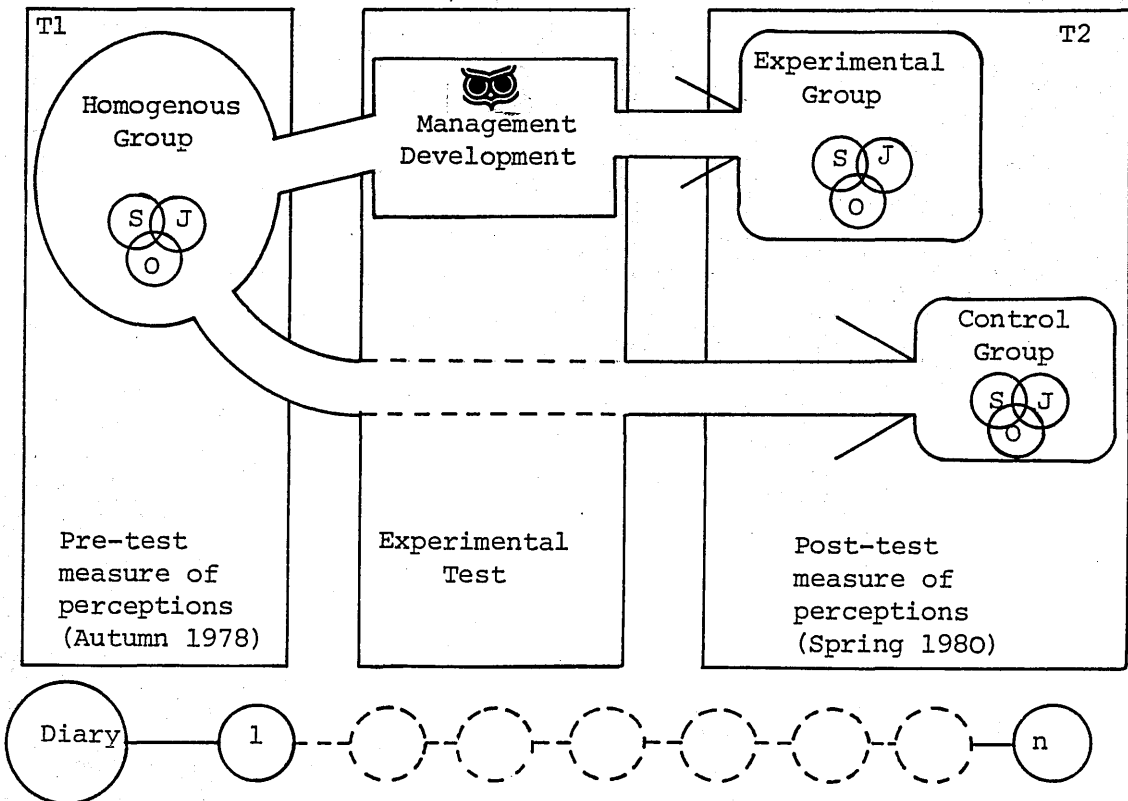 T1
Homogenous
Group
S J
O
Pre-test
measure of
perceptions
(Autumn 1978)
Management
Development
Experimental
Test
T2
Experimental
Group
S J
O
Control
Group
S J
O
Post-test
measure of
perceptions
(Spring 1980)
Diary 1 n